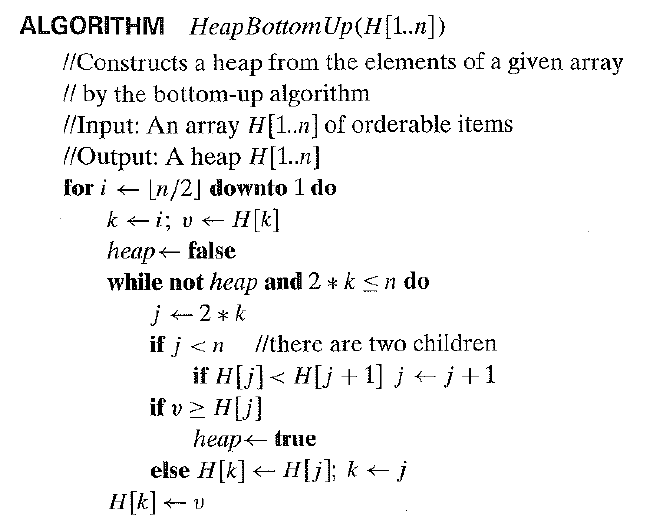 ALGORITHM HeapBottomUp(H[1..n])
//Constructs a heap from the elements of a given array
// by the bottom-up algorithm
//Input: An array H[1..n] of orderable items
//Output: A heap H[1..n]
for i ← ⌊n/2⌋ downto 1 do
k ← i; v ← H[k]
heap ← false
while not heap and 2 * k ≤ n do
j ← 2 * k
if j < n //there are two children
if H[j] < H[j + 1] j ← j + 1
if v ≥ H[j]
heap ← true
else H[k] ← H[j]; k ← j
H[k] ← v